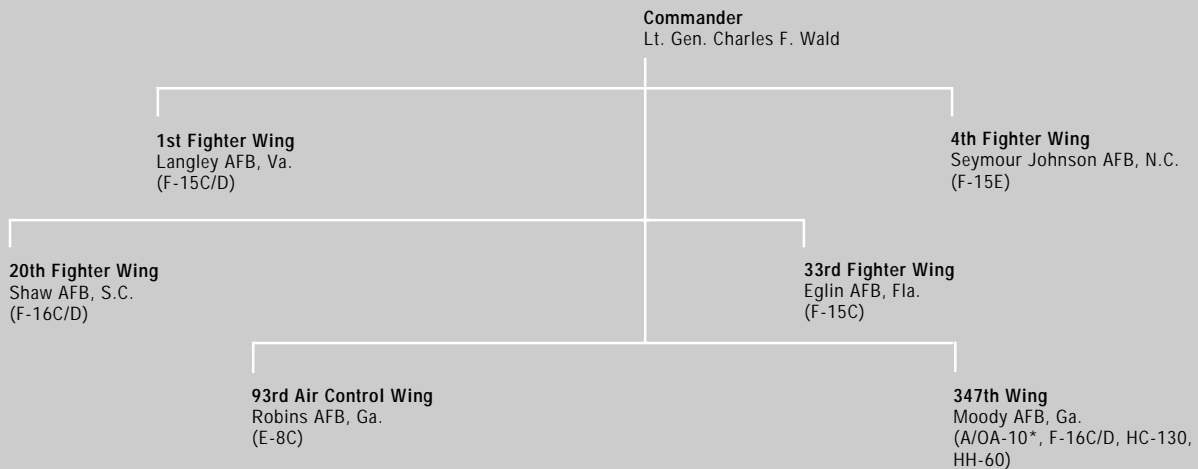 Commander
Lt. Gen. Charles F. Wald
1st Fighter Wing
Langley AFB, Va.
(F-15C/D)
4th Fighter Wing
Seymour Johnson AFB, N.C.
(F-15E)
20th Fighter Wing
Shaw AFB, S.C.
(F-16C/D)
33rd Fighter Wing
Eglin AFB, Fla.
(F-15C)
93rd Air Control Wing
Robins AFB, Ga.
(E-8C)
347th Wing
Moody AFB, Ga.
(A/OA-10*, F-16C/D, HC-130,
HH-60)